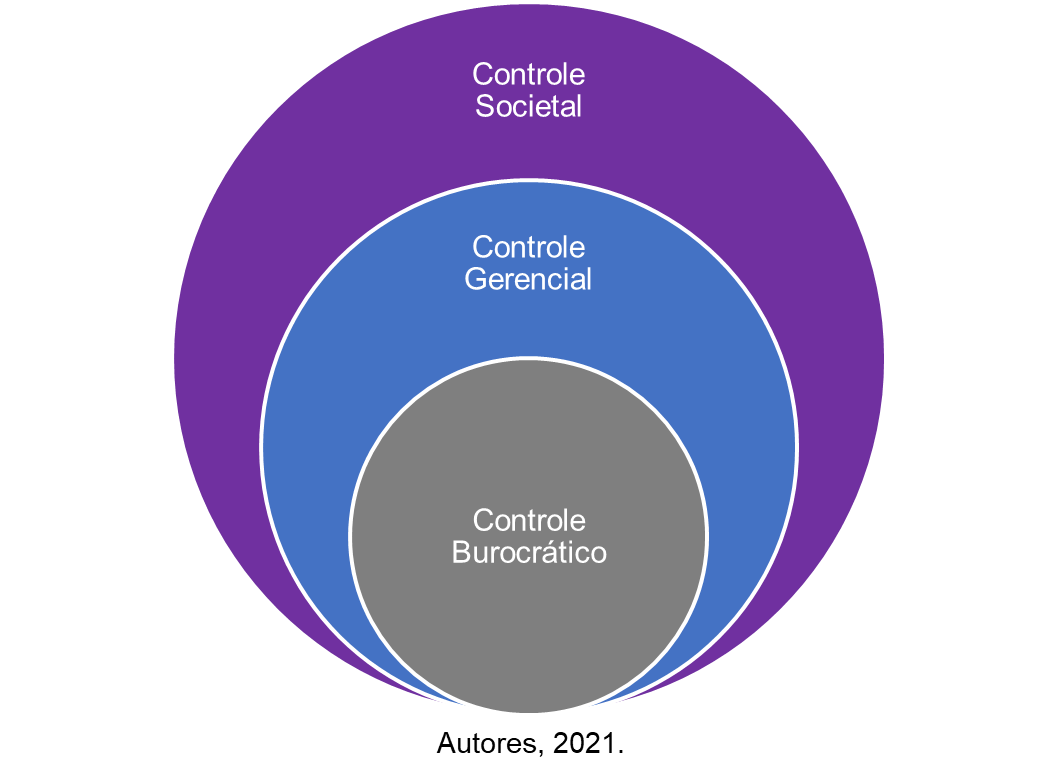 Controle
Societal
Controle
Gerencial
Controle
Burocrático
Autores, 2021.